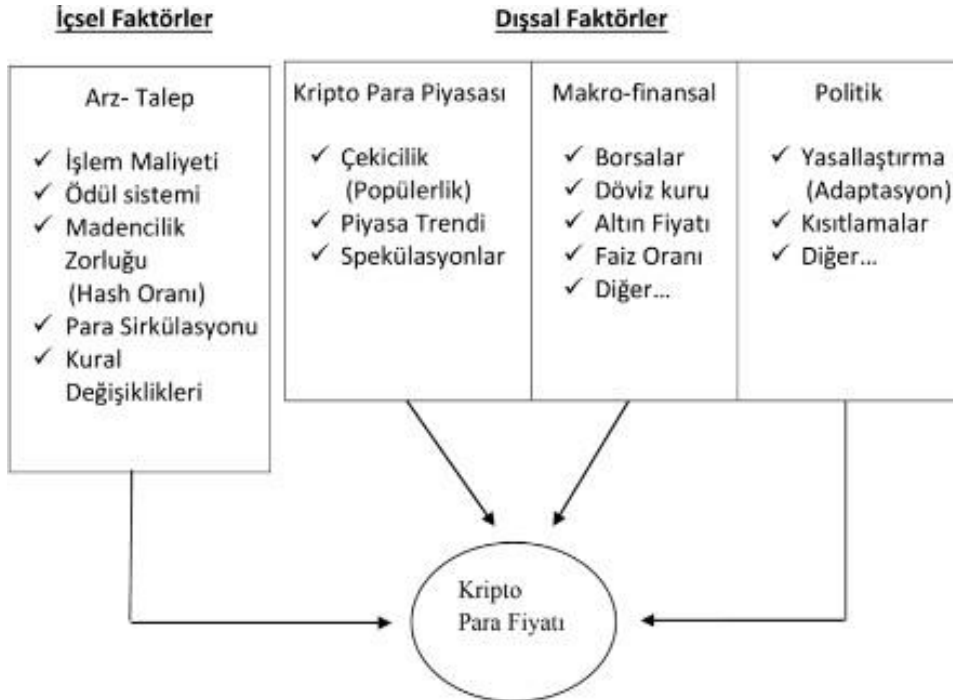 İçsel Faktörler
Arz- Talep
İşlem Maliyeti
Ödül sistemi
Madencilik
Zorluğu
(Hash Oranı)
Para Sirkülasyonu
Kural
Değişiklikleri
Dışsal Faktörler
Kripto Para Piyasası
Çekicilik
(Popülerlik)
Piyasa Trendi
Spekülasyonlar
Makro-finansal
Borsalar
Döviz kuru
Altın Fiyatı
Faiz Oranı
Diğer...
Politik
Yasallaştırma
(Adaptasyon)
Kısıtlamalar
Diğer...
Kripto
Para Fiyatı